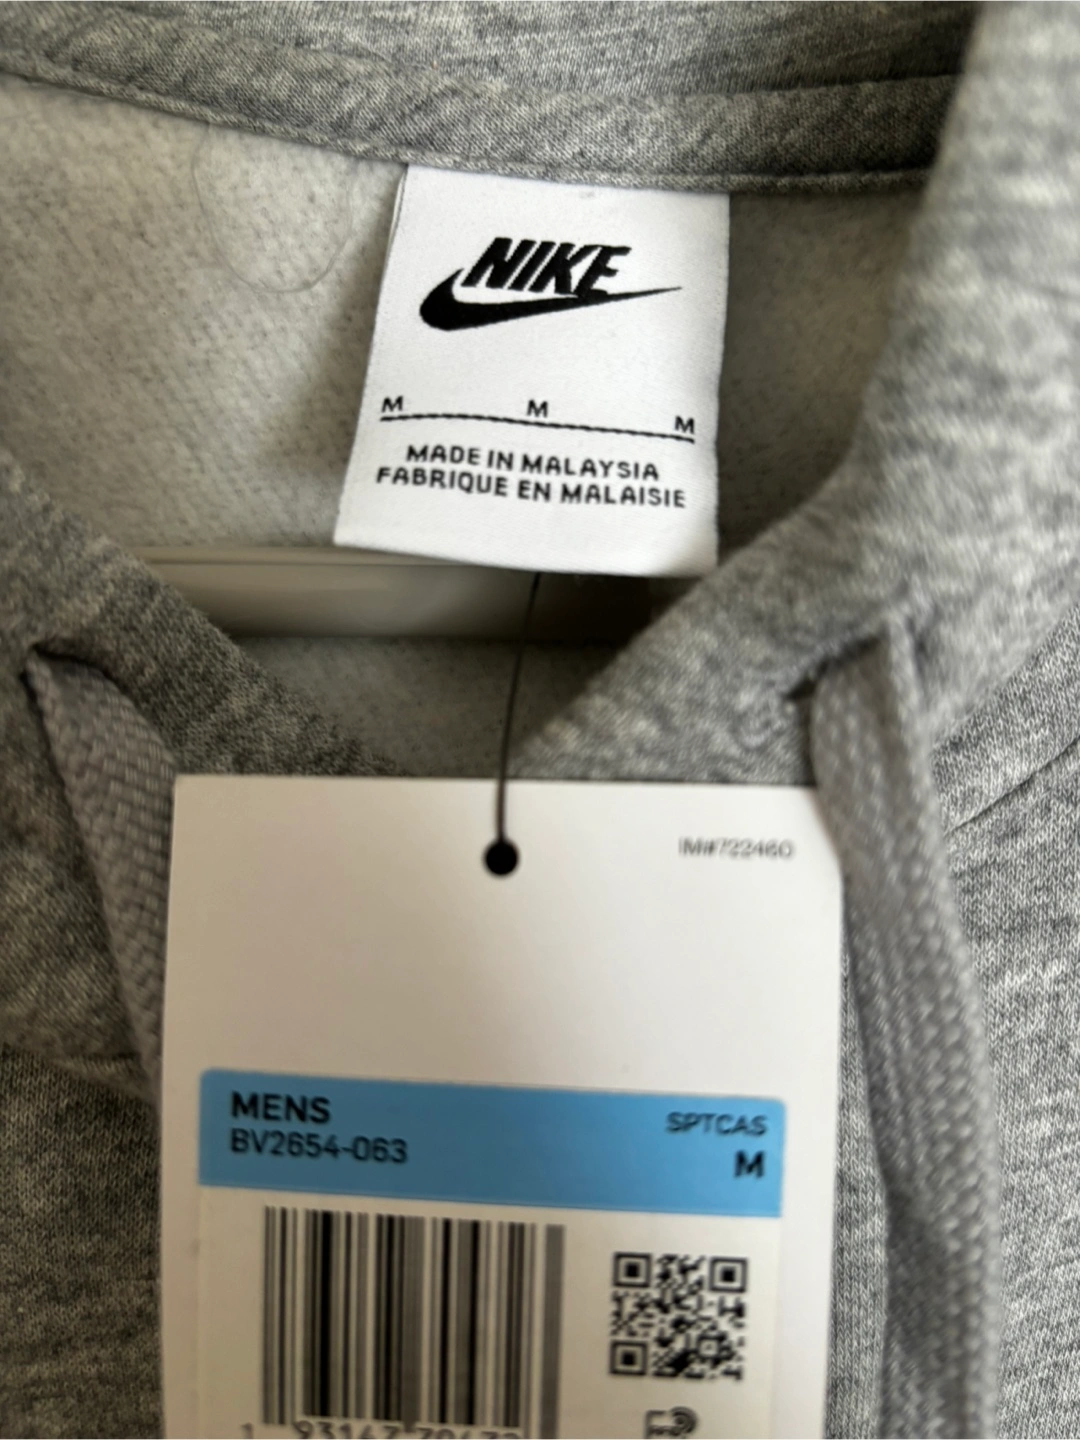 NIKE
M M M
MADE IN MALAYSIA
FABRIQUE EN MALAISIE
IM#722460
MENS
SPTCAS
BV2654-063
M